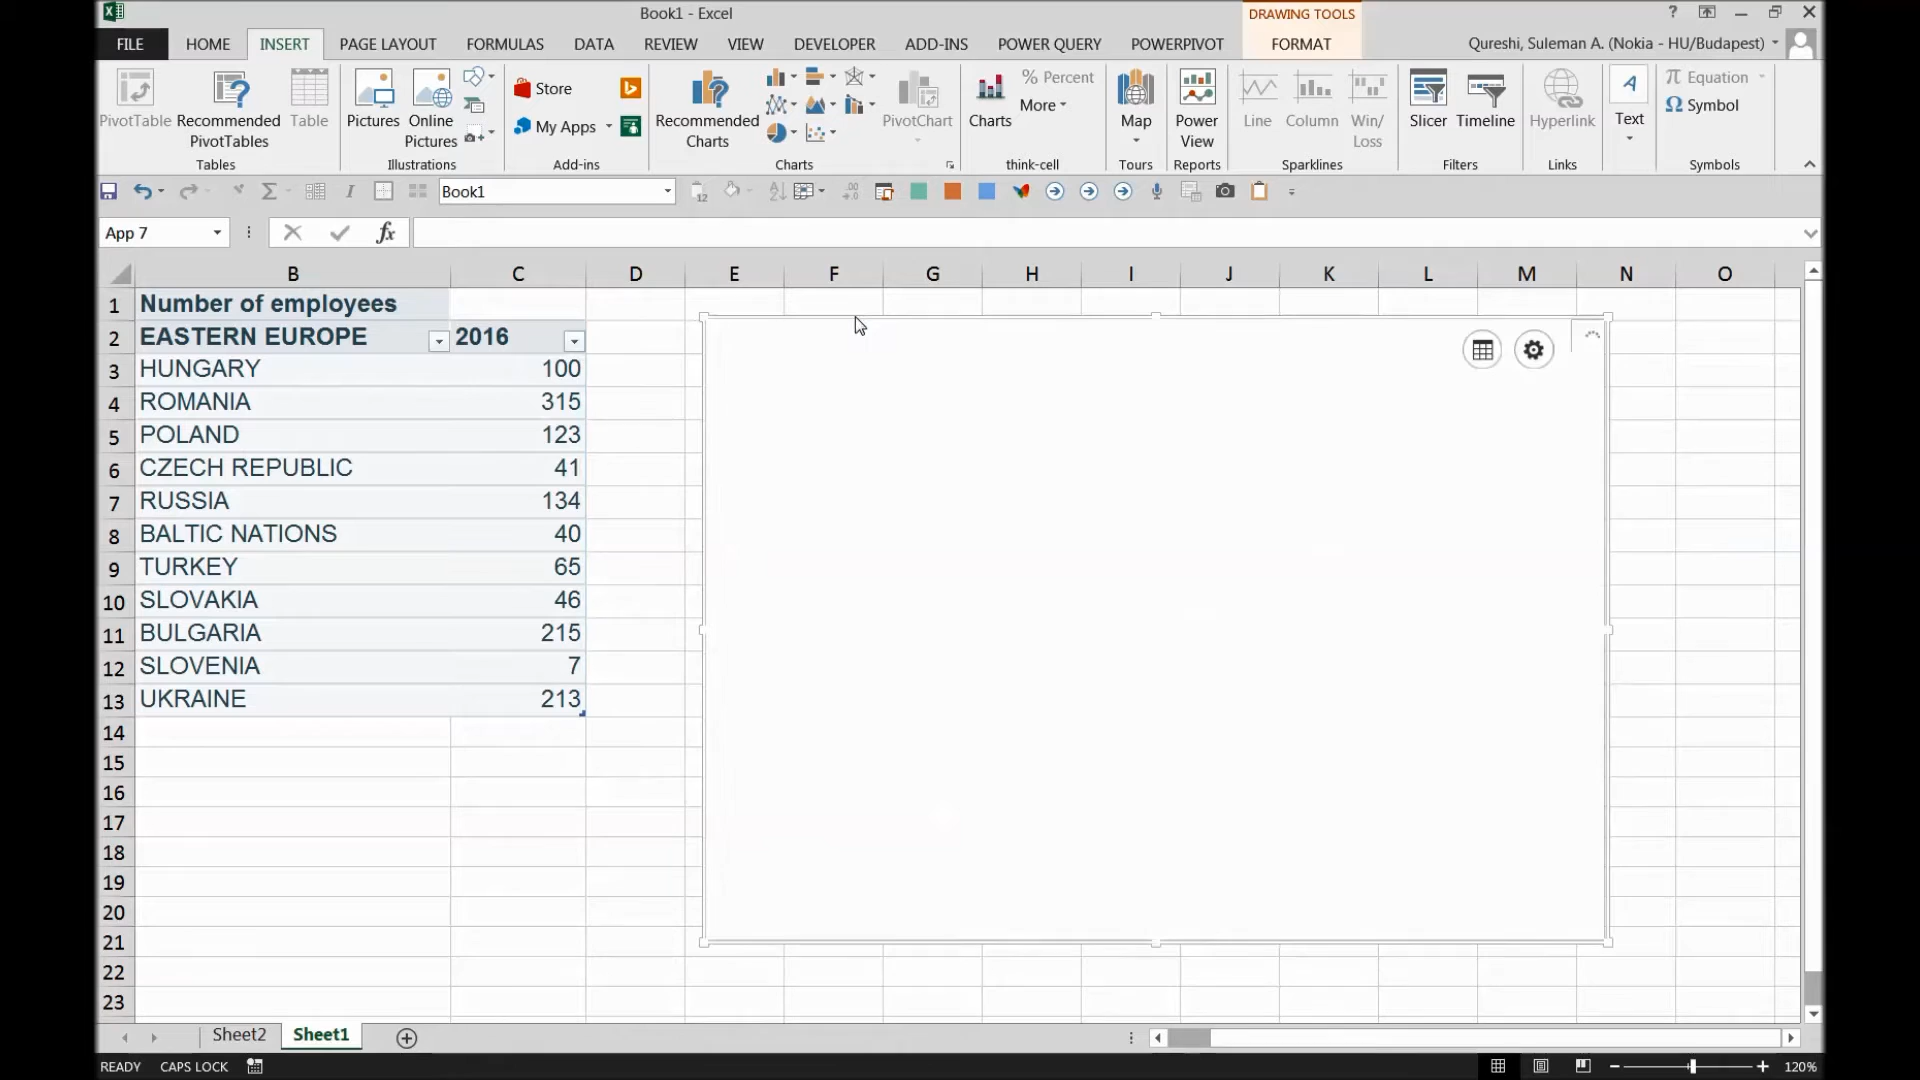 Book1 - Excel
DRAWING TOOLS
?
FILE
HOME
INSERT
PAGE LAYOUT
FORMULAS
DATA
REVIEW
VIEW
DEVELOPER
ADD-INS
POWER QUERY
POWERPIVOT
FORMAT
Qureshi, Suleman A. (Nokia - HU/Budapest)
PivotTable
Recommended
PivotTables
Table
Tables
Pictures
Online
Pictures
Illustrations
Store
My Apps
Add-ins
Recommended
Charts
PivotChart
Charts
Charts
% Percent
More
think-cell
Map
Tours
Power
View
Reports
Line
Column
Win/
Loss
Sparklines
Slicer
Timeline
Filters
Hyperlink
Links
A
Text
π Equation
Ω Symbol
Symbols
Book1
App 7
fx
B C D E F G H I J K L M N O
1 Number of employees
2 EASTERN EUROPE 2016
3 HUNGARY 100
4 ROMANIA 315
5 POLAND 123
6 CZECH REPUBLIC 41
7 RUSSIA 134
8 BALTIC NATIONS 40
9 TURKEY 65
10 SLOVAKIA 46
11 BULGARIA 215
12 SLOVENIA 7
13 UKRAINE 213
14
15
16
17
18
19
20
21
22
23
Sheet2 Sheet1
READY CAPS LOCK 120%